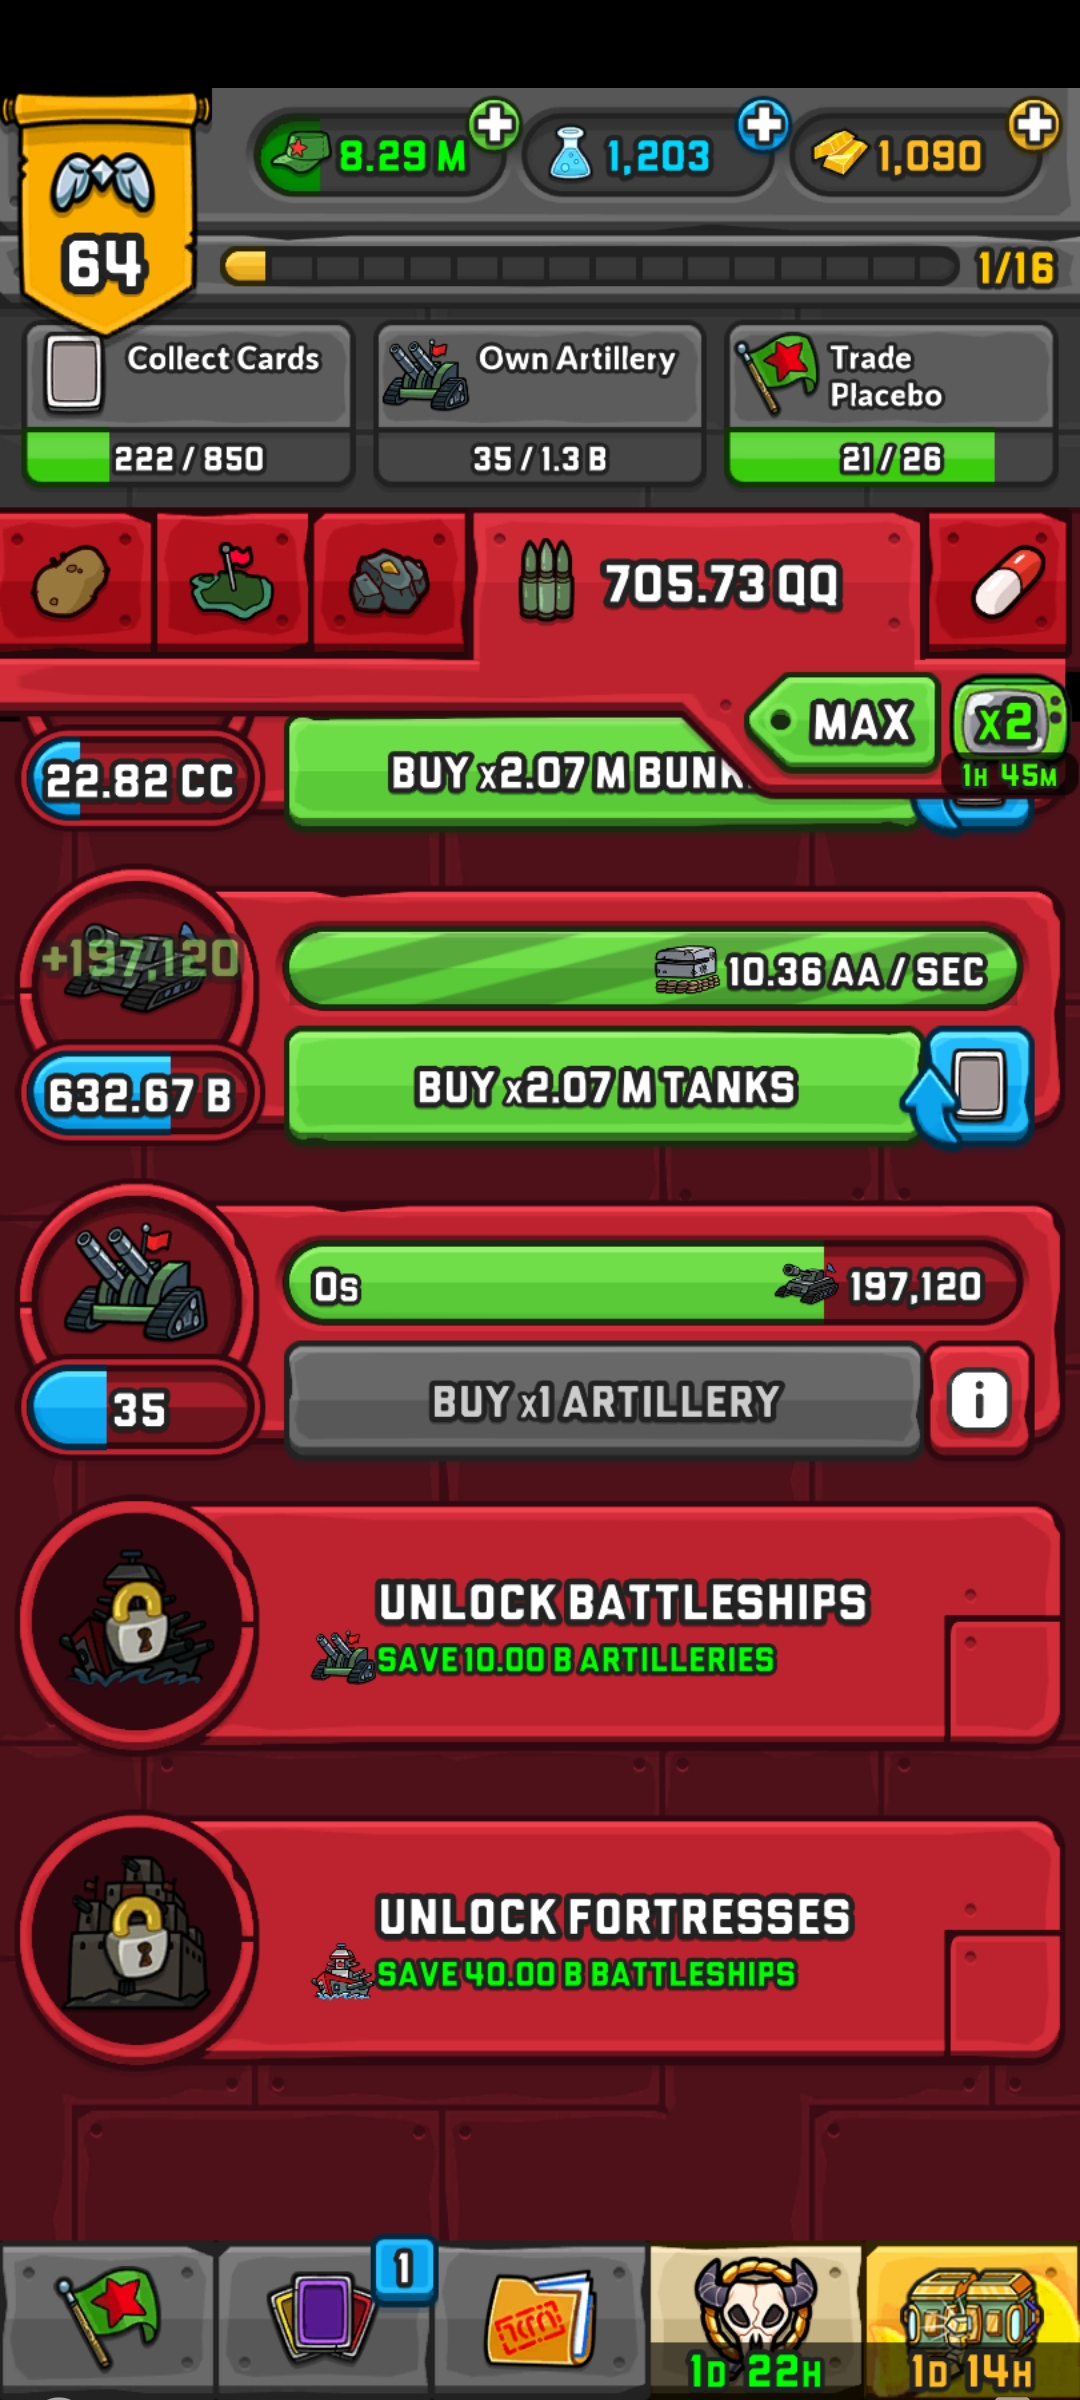 8.29 M
1,203
1,090
64
1/16
Collect Cards
222 / 850
Own Artillery
35 / 1.3 B
Trade
Placebo
21 / 26
705.73 QQ
MAX
x2
1H 45M
22.82 CC
BUY x2.07 M
+197,120
10.36 AA / SEC
632.67 B
BUY x2.07 M TANKS
0s
197,120
35
BUY x1 ARTILLERY
i
UNLOCK BATTLESHIPS
SAVE 10.00 B ARTILLERIES
UNLOCK FORTRESSES
SAVE 40.00 B BATTLESHIPS
1
1D 22H
1D 14H